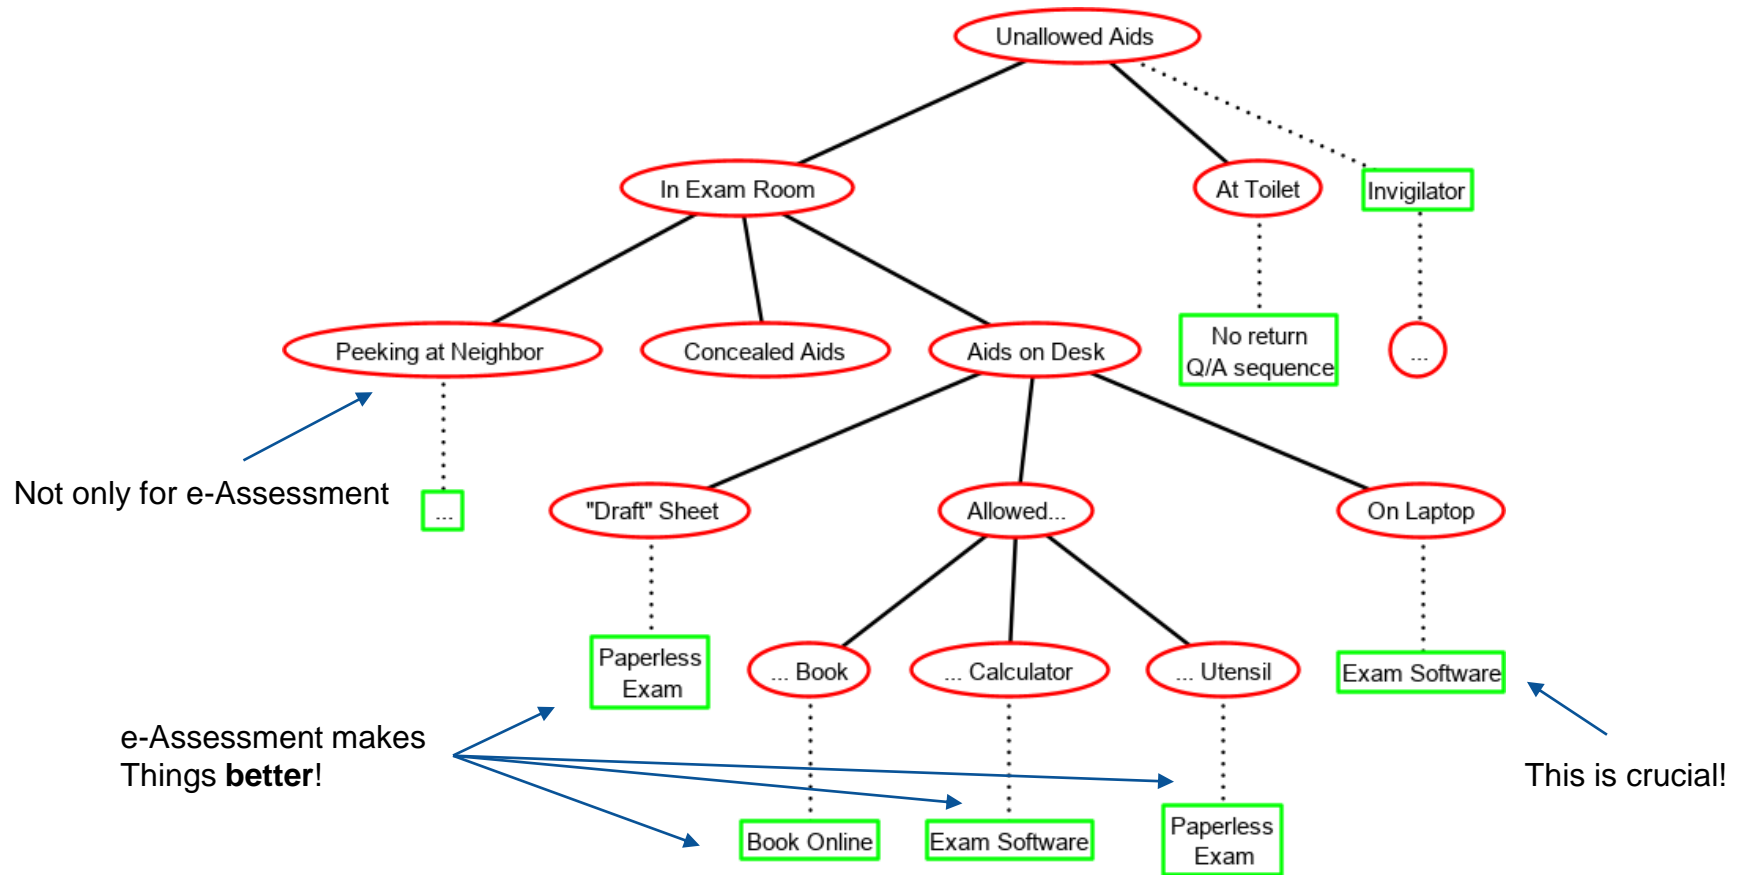 Unallowed Aids
In Exam Room
At Toilet
Invigilator
Peeking at Neighbor
Concealed Aids
Aids on Desk
No return
Q/A sequence
...
Not only for e-Assessment
...
"Draft" Sheet
Allowed...
On Laptop
Paperless
Exam
... Book
... Calculator
... Utensil
Exam Software
e-Assessment makes
Things better!
This is crucial!
Book Online
Exam Software
Paperless
Exam